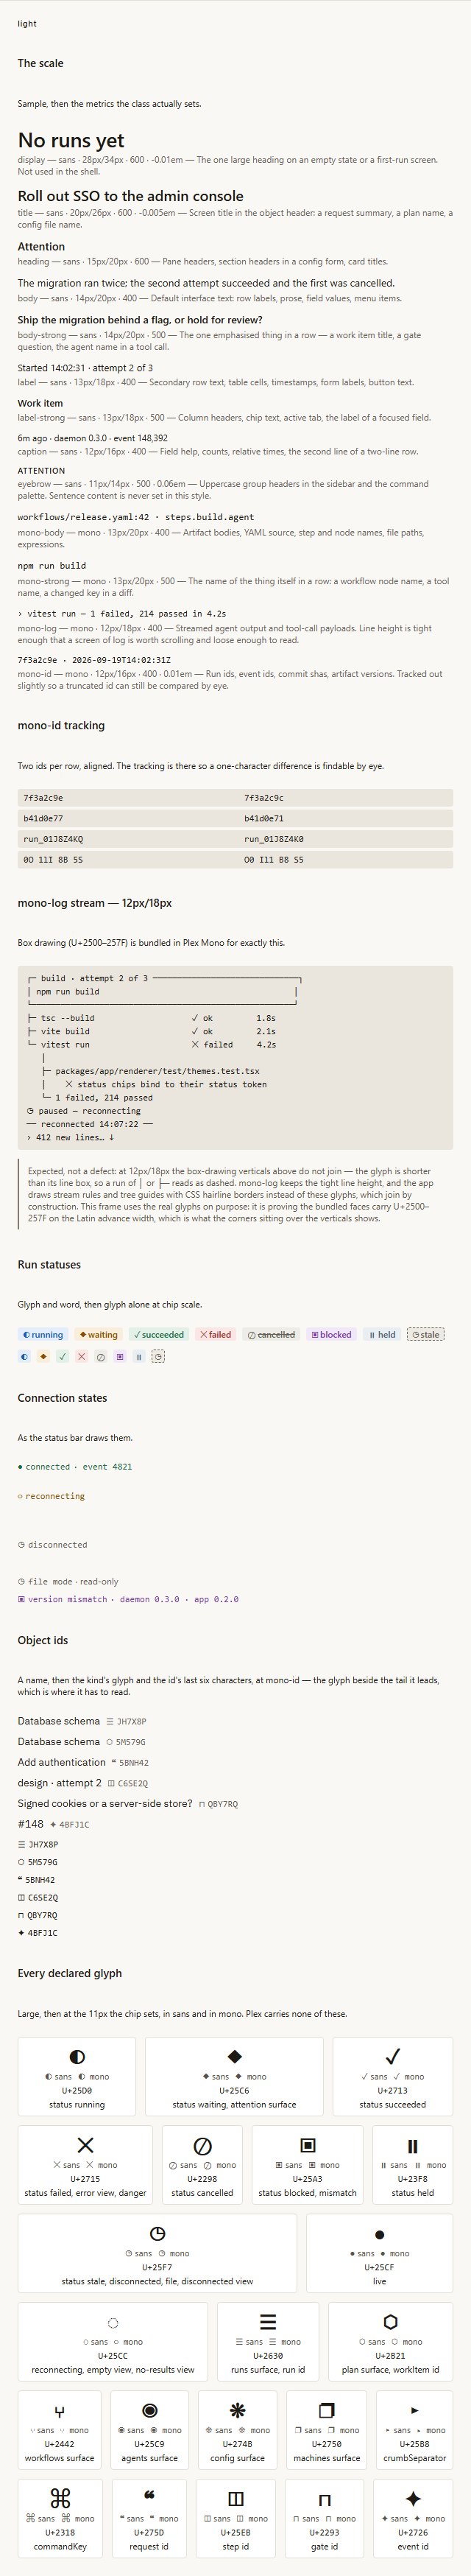 light
The scale
Sample, then the metrics the class actually sets.
No runs yet
display — sans · 28px/34px · 600 · -0.01em — The one large heading on an empty state or a first-run screen.
Not used in the shell.
Roll out SSO to the admin console
title — sans · 20px/26px · 600 · -0.005em — Screen title in the object header: a request summary, a plan name, a
config file name.
Attention
heading — sans · 15px/20px · 600 — Pane headers, section headers in a config form, card titles.
The migration ran twice; the second attempt succeeded and the first was cancelled.
body — sans · 14px/20px · 400 — Default interface text: row labels, prose, field values, menu items.
Ship the migration behind a flag, or hold for review?
body-strong — sans · 14px/20px · 500 — The one emphasised thing in a row — a work item title, a gate
question, the agent name in a tool call.
Started 14:02:31 · attempt 2 of 3
label — sans · 13px/18px · 400 — Secondary row text, table cells, timestamps, form labels, button text.
Work item
label-strong — sans · 13px/18px · 500 — Column headers, chip text, active tab, the label of a focused field.
6m ago · daemon 0.3.0 · event 148,392
caption — sans · 12px/16px · 400 — Field help, counts, relative times, the second line of a two-line row.
ATTENTION
eyebrow — sans · 11px/14px · 500 · 0.06em — Uppercase group headers in the sidebar and the command
palette. Sentence content is never set in this style.
workflows/release.yaml:42 · steps.build.agent
mono-body — mono · 13px/20px · 400 — Artifact bodies, YAML source, step and node names, file paths,
expressions.
npm run build
mono-strong — mono · 13px/20px · 500 — The name of the thing itself in a row: a workflow node name, a tool
name, a changed key in a diff.
› vitest run — 1 failed, 214 passed in 4.2s
mono-log — mono · 12px/18px · 400 — Streamed agent output and tool-call payloads. Line height is tight
enough that a screen of log is worth scrolling and loose enough to read.
7f3a2c9e · 2026-09-19T14:02:31Z
mono-id — mono · 12px/16px · 400 · 0.01em — Run ids, event ids, commit shas, artifact versions. Tracked out
slightly so a truncated id can still be compared by eye.
mono-id tracking
Two ids per row, aligned. The tracking is there so a one-character difference is findable by eye.
7f3a2c9e 7f3a2c9c
b41d0e77 b41d0e71
run_01J8Z4KQ run_01J8Z4K0
0O 1lI 8B 5S O0 Il1 B8 S5
mono-log stream — 12px/18px
Box drawing (U+2500–257F) is bundled in Plex Mono for exactly this.
┌─ build · attempt 2 of 3 ──────────────────────────────┐
│ npm run build │
└───────────────────────────────────────────────────────┘
├─ tsc --build ✓ ok 1.8s
├─ vite build ✓ ok 2.1s
└─ vitest run ✕ failed 4.2s
│
├─ packages/app/renderer/test/themes.test.tsx
│ ✕ status chips bind to their status token
└─ 1 failed, 214 passed
◷ paused — reconnecting
── reconnected 14:07:22 ──
› 412 new lines… ↓
Expected, not a defect: at 12px/18px the box-drawing verticals above do not join — the glyph is shorter
than its line box, so a run of │ or ├─ reads as dashed. mono-log keeps the tight line height, and the app
draws stream rules and tree guides with CSS hairline borders instead of these glyphs, which join by
construction. This frame uses the real glyphs on purpose: it is proving the bundled faces carry U+2500–
257F on the Latin advance width, which is what the corners sitting over the verticals shows.
Run statuses
Glyph and word, then glyph alone at chip scale.
◐ running ◆ waiting ✓ succeeded ✕ failed ⊘ cancelled ▣ blocked ⏸ held ◷ stale
◐ ◆ ✓ ✕ ⊘ ▣ ⏸ ◷
Connection states
As the status bar draws them.
● connected · event 4821
◌ reconnecting
◷ disconnected
◷ file mode · read-only
▣ version mismatch · daemon 0.3.0 · app 0.2.0
Object ids
A name, then the kind's glyph and the id's last six characters, at mono-id — the glyph beside the tail it leads,
which is where it has to read.
Database schema ☰ JH7X8P
Database schema ⬡ 5M579G
Add authentication ❝ 5BNH42
design · attempt 2 ◫ C6SE2Q
Signed cookies or a server-side store? ⊓ QBY7RQ
#148 ✦ 4BFJ1C
☰ JH7X8P
⬡ 5M579G
❝ 5BNH42
◫ C6SE2Q
⊓ QBY7RQ
✦ 4BFJ1C
Every declared glyph
Large, then at the 11px the chip sets, in sans and in mono. Plex carries none of these.
◐ ◆ ✓
◐ sans ◐ mono ◆ sans ◆ mono ✓ sans ✓ mono
U+25D0 U+25C6 U+2713
status running status waiting, attention surface status succeeded
✕ ⊘ ▣ ⏸
✕ sans ✕ mono ⊘ sans ⊘ mono ▣ sans ▣ mono ⏸ sans ⏸ mono
U+2715 U+2298 U+25A3 U+23F8
status failed, error view, danger status cancelled status blocked, mismatch status held
◷ ●
◷ sans ◷ mono ● sans ● mono
U+25F7 U+25CF
status stale, disconnected, file, disconnected view live
◌ ☰ ⬡
◌ sans ◌ mono ☰ sans ☰ mono ⬡ sans ⬡ mono
U+25CC U+2630 U+2B21
reconnecting, empty view, no-results view runs surface, run id plan surface, workItem id
⑂ ◉ ❋ ❐ ▸
⑂ sans ⑂ mono ◉ sans ◉ mono ❋ sans ❋ mono ❐ sans ❐ mono ▸ sans ▸ mono
U+2442 U+25C9 U+274B U+2750 U+25B8
workflows surface agents surface config surface machines surface crumbSeparator
⌘ ❝ ◫ ⊓ ✦
⌘ sans ⌘ mono ❝ sans ❝ mono ◫ sans ◫ mono ⊓ sans ⊓ mono ✦ sans ✦ mono
U+2318 U+275D U+25EB U+2293 U+2726
commandKey request id step id gate id event id